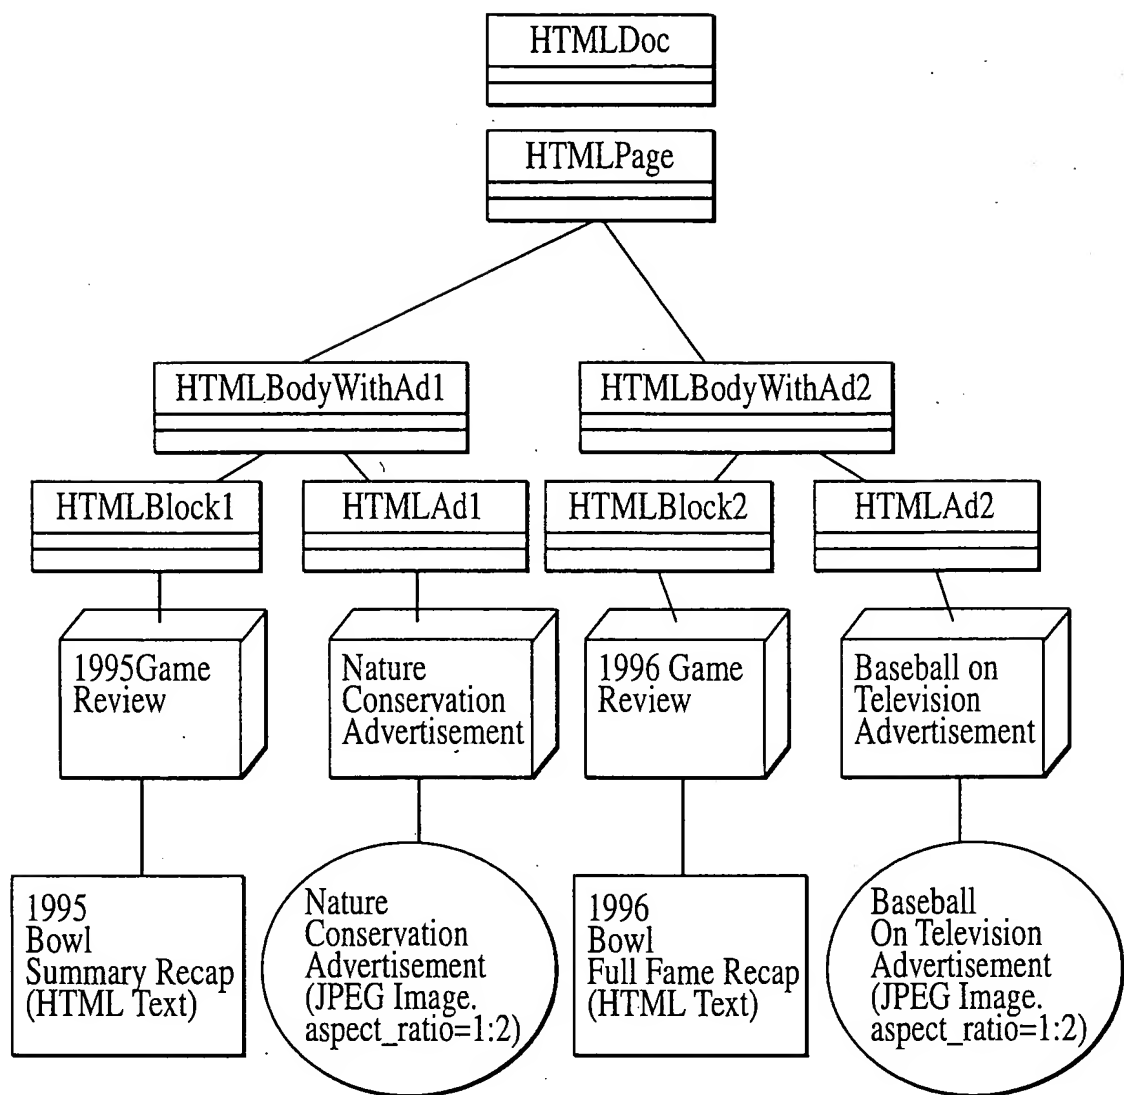 HTMLDoc
HTMLPage
HTMLBodyWithAd1
HTMLBodyWithAd2
HTMLBlock1
HTMLAd1
HTMLBlock2
HTMLAd2
1995Game
Review
Nature
Conservation
Advertisement
1996 Game
Review
Baseball on
Television
Advertisement
1995
Bowl
Summary Recap
(HTML Text)
Nature
Conservation
Advertisement
(JPEG Image.
aspect_ratio=1:2)
1996
Bowl
Full Fame Recap
(HTML Text)
Baseball
On Television
Advertisement
(JPEG Image.
aspect_ratio=1:2)